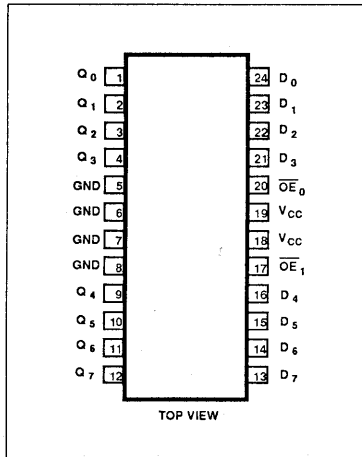 Q0 1 24 D0
Q1 2 23 D1
Q2 3 22 D2
Q3 4 21 D3
GND 5 20 OE0
GND 6 19 VCC
GND 7 18 VCC
GND 8 17 OE1
Q4 9 16 D4
Q5 10 15 D5
Q6 11 14 D6
Q7 12 13 D7
TOP VIEW